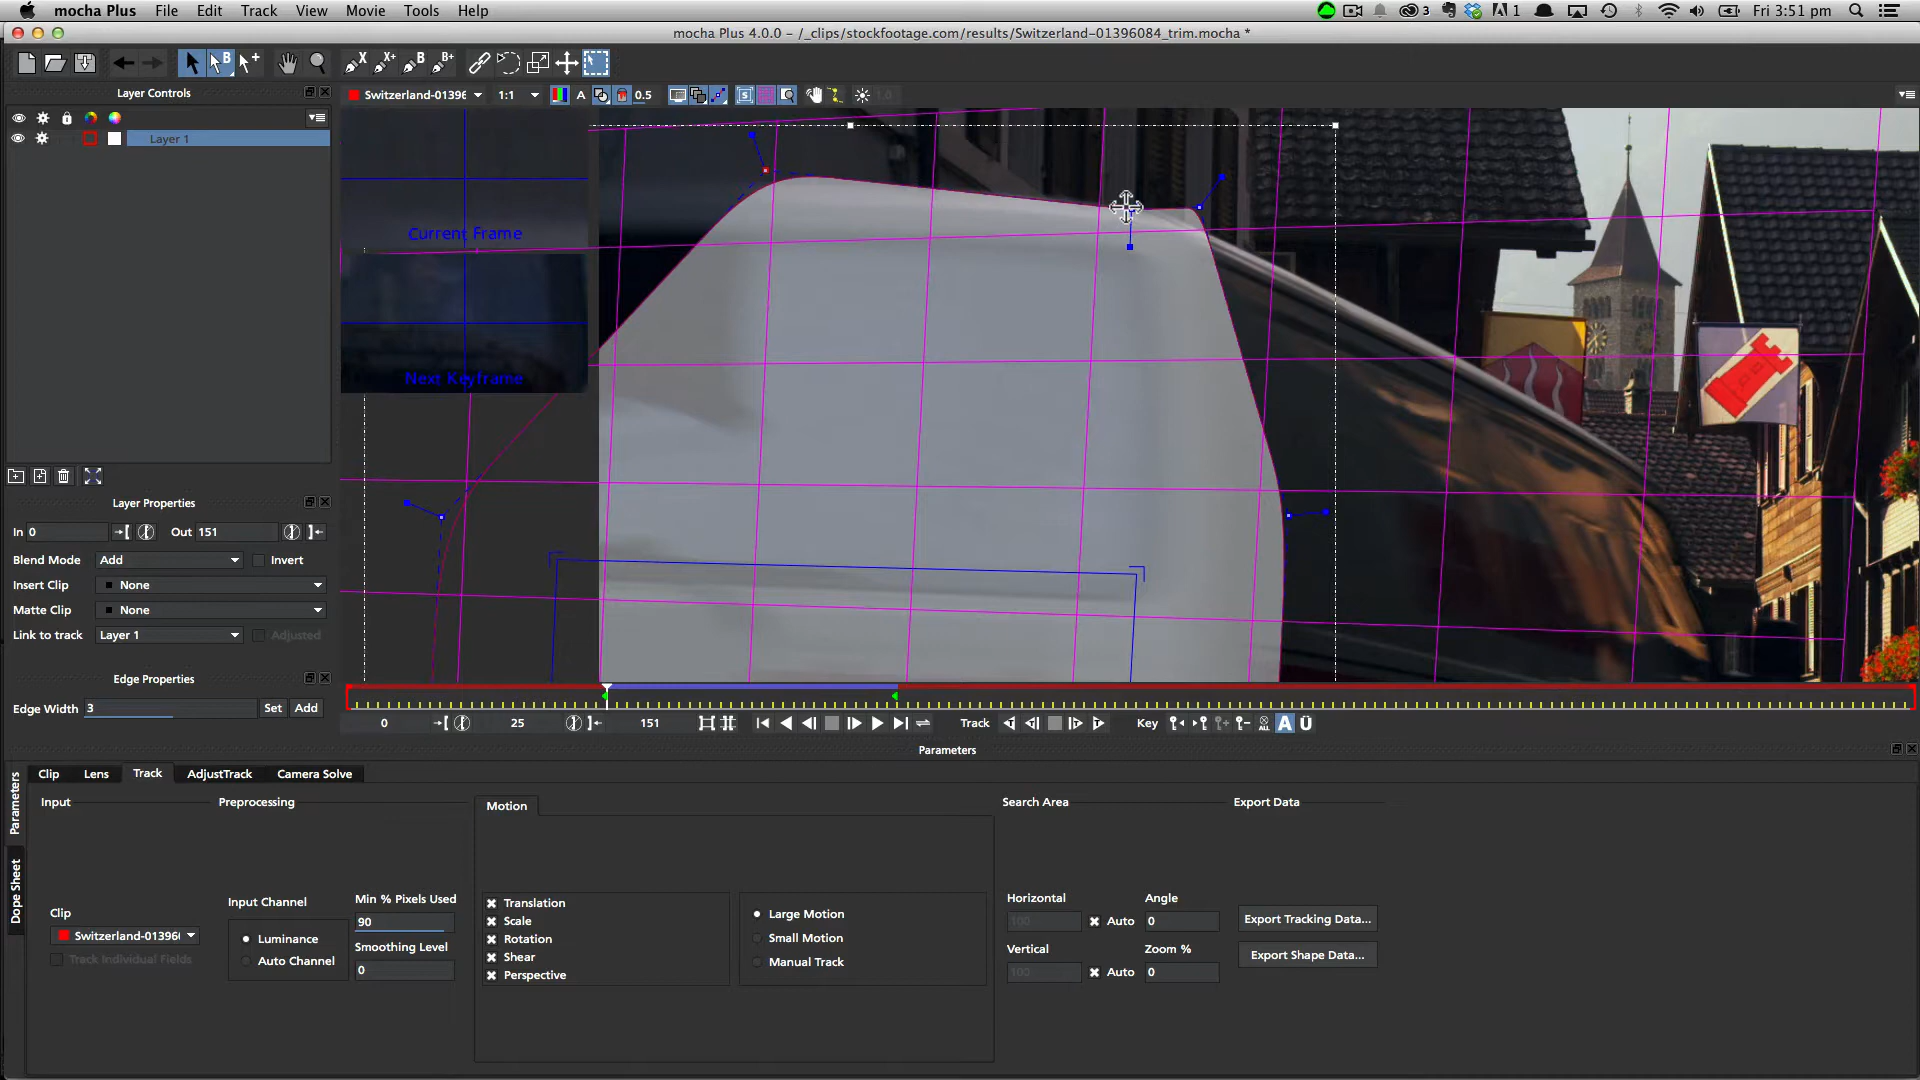 mocha Plus File Edit Track View Movie Tools Help 3 1 Fri 3:51 pm
mocha Plus 4.0.0 - /_clips/stockfootage.com/results/Switzerland-01396084_trim.mocha *
Layer Controls
Switzerland-01396 1:1 A 0.5 1.0
Layer 1
Current Frame
Next Keyframe
Layer Properties
In 0 Out 151
Blend Mode Add Invert
Insert Clip None
Matte Clip None
Link to track Layer 1 Adjusted
Edge Properties
Edge Width 3 Set Add
0 25 151 Track Key ALL A Ü
Parameters
Clip Lens Track AdjustTrack Camera Solve
Parameters
Dope Sheet
Input Preprocessing Motion Search Area Export Data
Clip
Switzerland-01396
Track Individual Fields
Input Channel
Luminance
Auto Channel
Min % Pixels Used
90
Smoothing Level
0
Translation
Scale
Rotation
Shear
Perspective
Large Motion
Small Motion
Manual Track
Horizontal Angle
100 Auto 0
Vertical Zoom %
100 Auto 0
Export Tracking Data...
Export Shape Data...